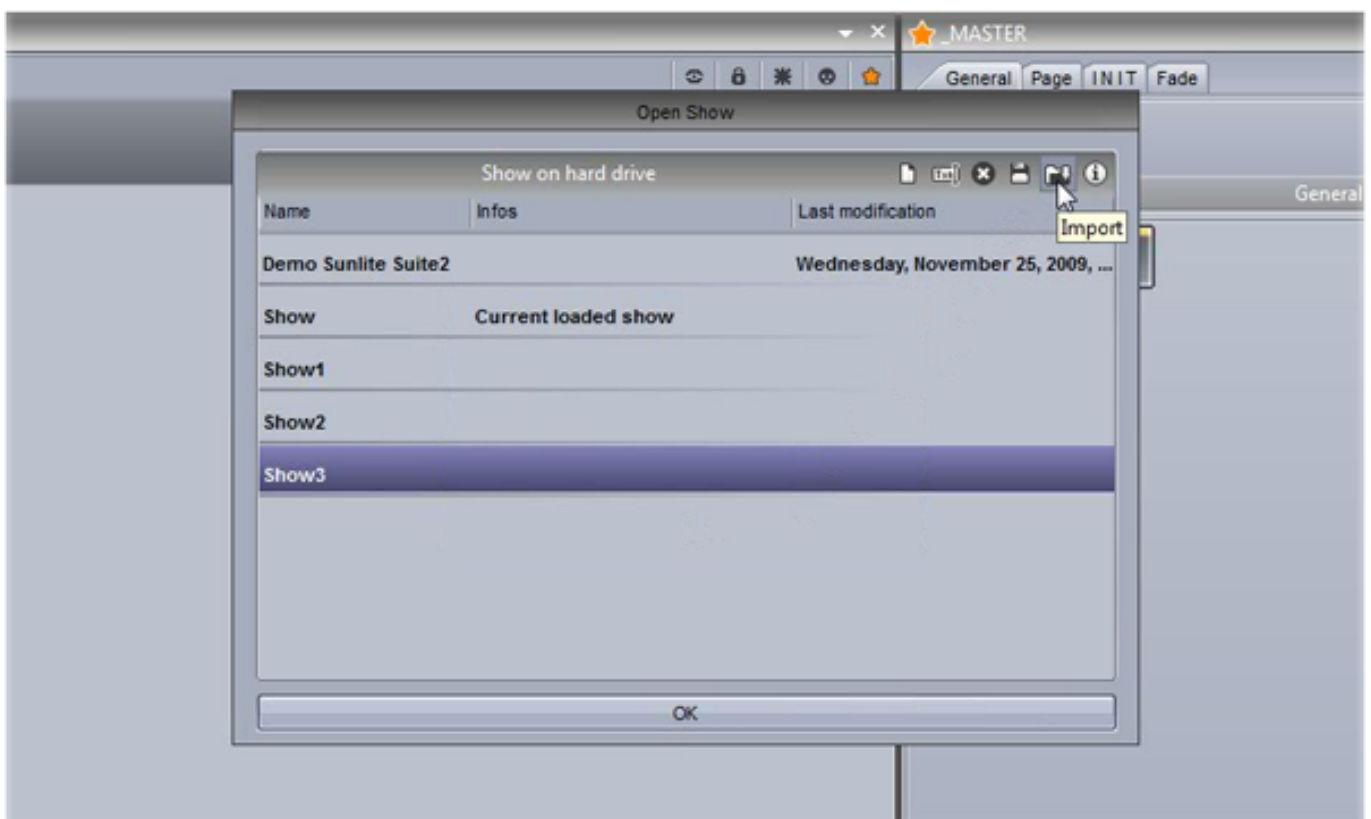 _MASTER
General Page INIT Fade
Open Show
Show on hard drive
General
Name Infos Last modification
Import
Demo Sunlite Suite2 Wednesday, November 25, 2009, ...
Show Current loaded show
Show1
Show2
Show3
OK